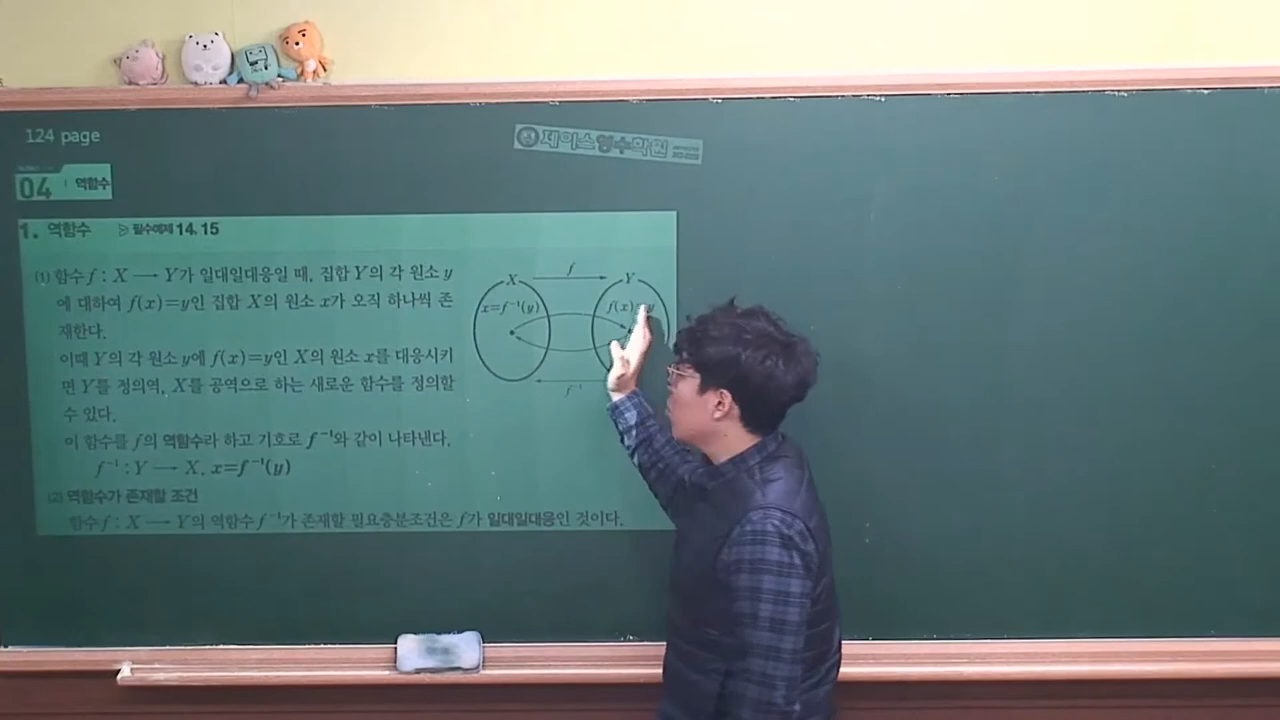 124 page
제이스영수학원
04 역함수
1. 역함수 ▷ 필수예제 14, 15
(1) 함수 f : X ⟶ Y가 일대일대응일 때, 집합 Y의 각 원소 y
에 대하여 f(x)=y인 집합 X의 원소 x가 오직 하나씩 존
재한다.
이때 Y의 각 원소 y에 f(x)=y인 X의 원소 x를 대응시키
면 Y를 정의역, X를 공역으로 하는 새로운 함수를 정의할
수 있다.
이 함수를 f의 역함수라 하고 기호로 f⁻¹와 같이 나타낸다.
f⁻¹ : Y ⟶ X, x=f⁻¹(y)
X f Y
x=f⁻¹(y) f(x)=y
f⁻¹
(2) 역함수가 존재할 조건
함수 f : X ⟶ Y의 역함수 f⁻¹가 존재할 필요충분조건은 f가 일대일대응인 것이다.